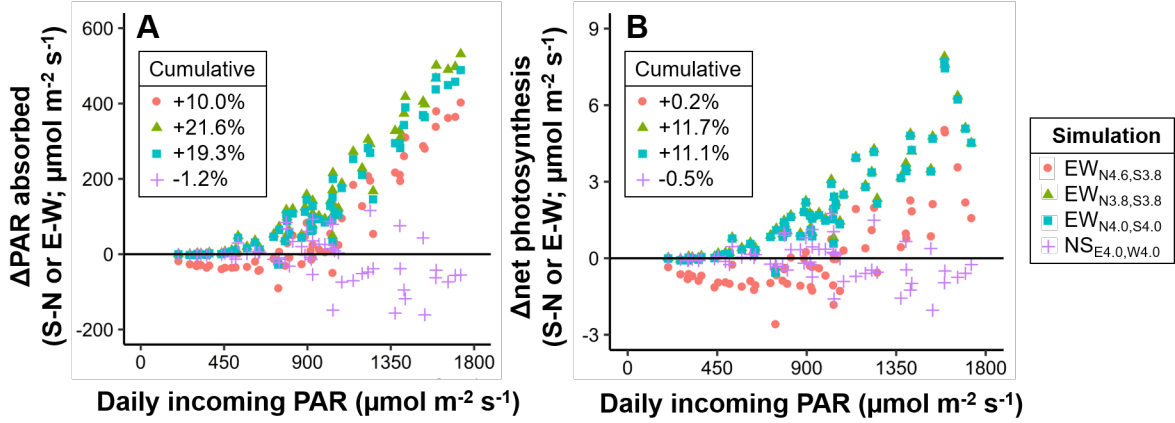 A
ΔPAR absorbed
(S-N or E-W; µmol m-2 s-1)
600
400
200
0
-200
Cumulative
+10.0%
+21.6%
+19.3%
-1.2%
0
450
900
1350
1800
Daily incoming PAR (µmol m-2 s-1)
B
Δnet photosynthesis
(S-N or E-W; µmol m-2 s-1)
9
6
3
0
-3
Cumulative
+0.2%
+11.7%
+11.1%
-0.5%
0
450
900
1350
1800
Daily incoming PAR (µmol m-2 s-1)
Simulation
EWN4.6,S3.8
EWN3.8,S3.8
EWN4.0,S4.0
NSE4.0,W4.0